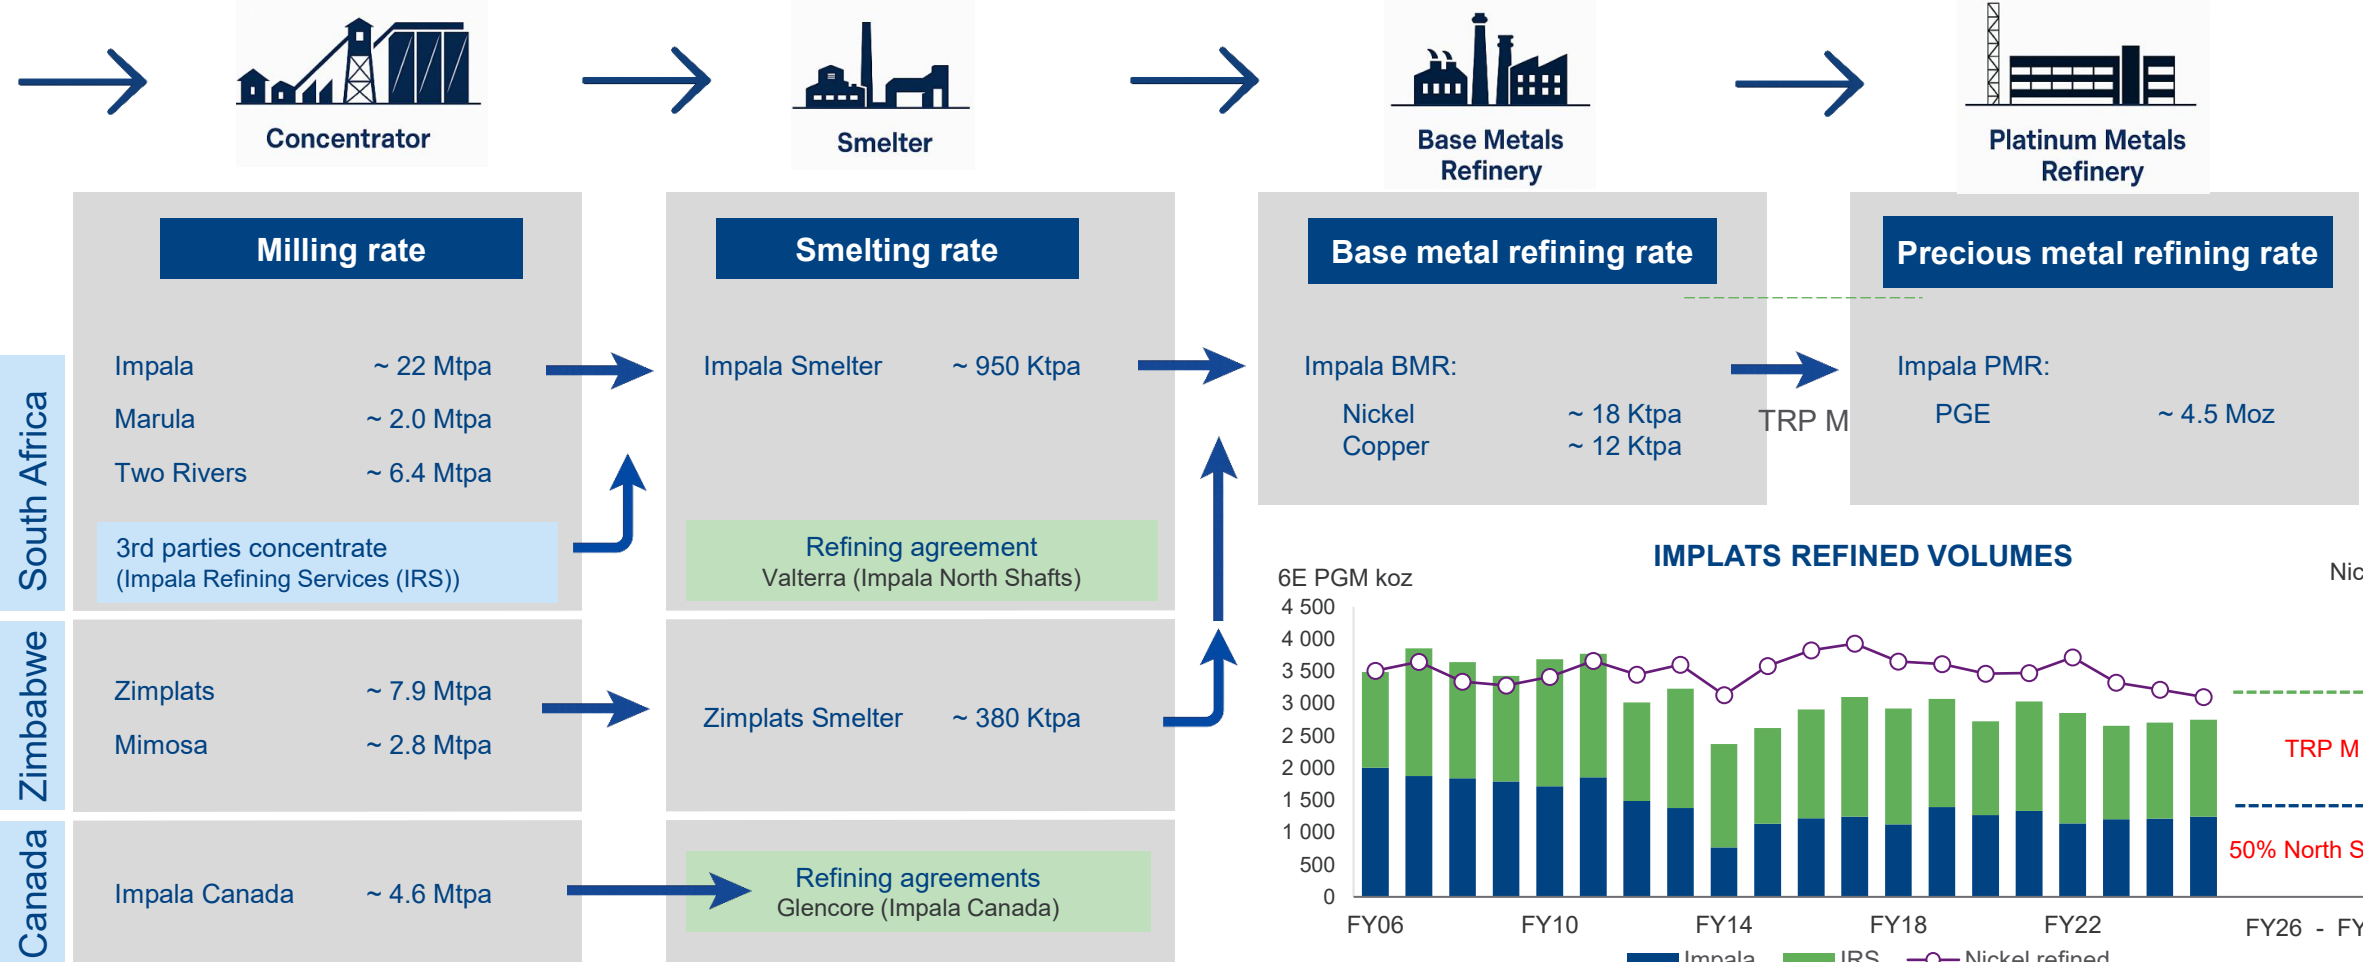 Concentrator
Smelter
Base Metals
Refinery
Platinum Metals
Refinery
Milling rate
Smelting rate
Base metal refining rate
Precious metal refining rate
South Africa
Impala ~ 22 Mtpa
Marula ~ 2.0 Mtpa
Two Rivers ~ 6.4 Mtpa
3rd parties concentrate
(Impala Refining Services (IRS))
Impala Smelter ~ 950 Ktpa
Refining agreement
Valterra (Impala North Shafts)
Impala BMR:
Nickel ~ 18 Ktpa
Copper ~ 12 Ktpa
TRP M
Impala PMR:
PGE ~ 4.5 Moz
Zimbabwe
Zimplats ~ 7.9 Mtpa
Mimosa ~ 2.8 Mtpa
Zimplats Smelter ~ 380 Ktpa
Canada
Impala Canada ~ 4.6 Mtpa
Refining agreements
Glencore (Impala Canada)
IMPLATS REFINED VOLUMES
6E PGM koz
Nic
4 500
4 000
3 500
3 000
2 500
2 000
1 500
1 000
500
0
TRP M
50% North S
FY06 FY10 FY14 FY18 FY22 FY26 - FY
Impala IRS Nickel refined